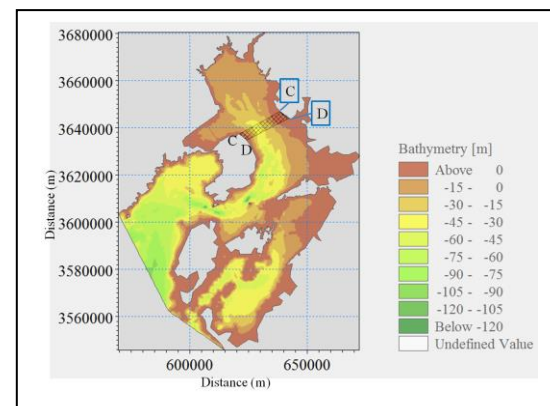 3680000
3660000
3640000
3620000
3600000
3580000
3560000
Distance (m)
C
D
C
D
600000
650000
Distance (m)
Bathymetry [m]
Above 0
-15 - 0
-30 - -15
-45 - -30
-60 - -45
-75 - -60
-90 - -75
-105 - -90
-120 - -105
Below -120
Undefined Value